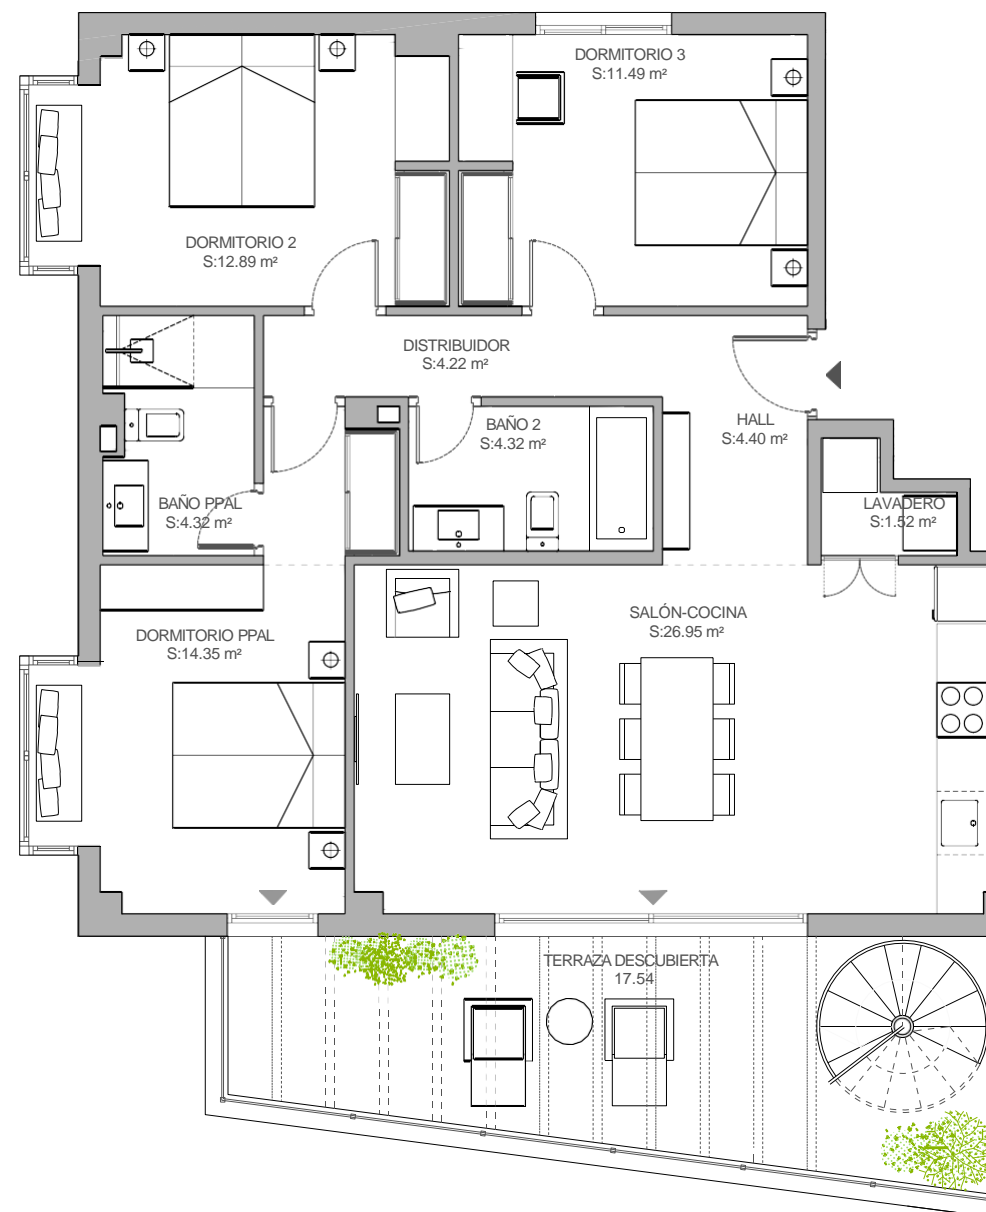 DORMITORIO 3
S:11.49 m²
DORMITORIO 2
S:12.89 m²
DISTRIBUIDOR
S:4.22 m²
HALL
S:4.40 m²
BAÑO 2
S:4.32 m²
BAÑO PPAL
S:4.32 m²
LAVADERO
S:1.52 m²
DORMITORIO PPAL
S:14.35 m²
SALÓN-COCINA
S:26.95 m²
TERRAZA DESCUBIERTA
17.54